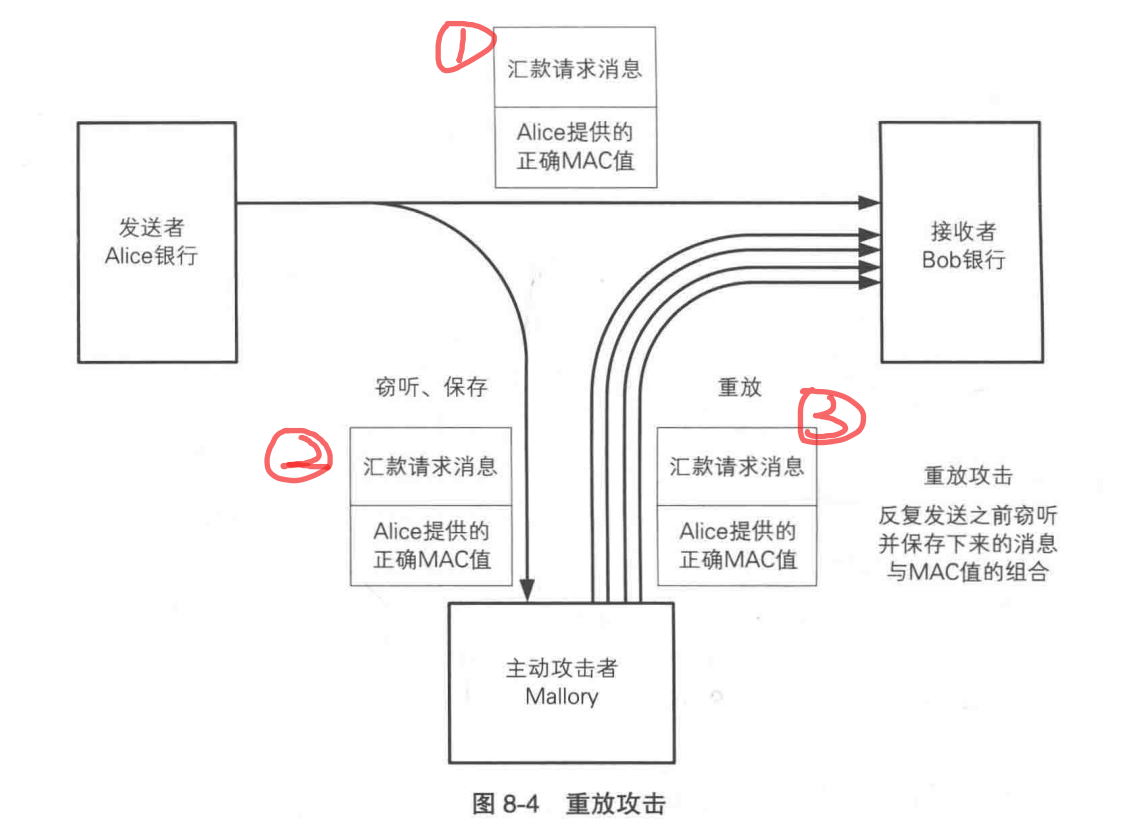 ①
汇款请求消息
Alice提供的
正确MAC值
发送者
Alice银行
接收者
Bob银行
窃听、保存
重放
②
汇款请求消息
Alice提供的
正确MAC值
③
汇款请求消息
Alice提供的
正确MAC值
重放攻击
反复发送之前窃听
并保存下来的消息
与MAC值的组合
主动攻击者
Mallory
图 8-4 重放攻击